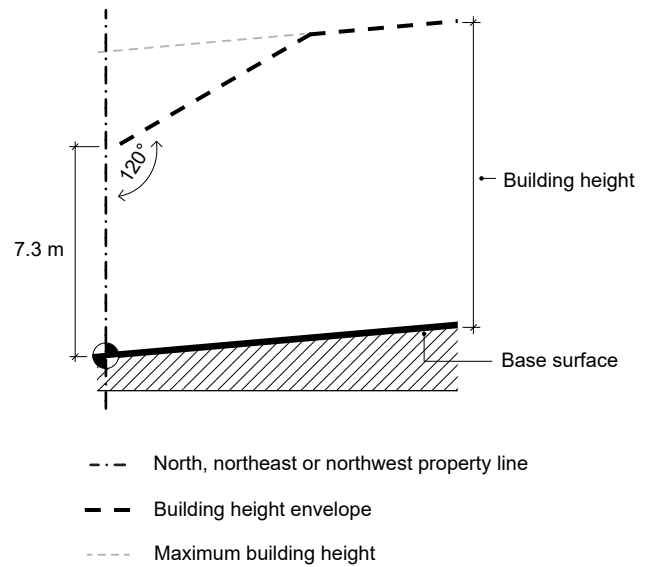 120°
Building height
7.3 m
Base surface
North, northeast or northwest property line
Building height envelope
Maximum building height